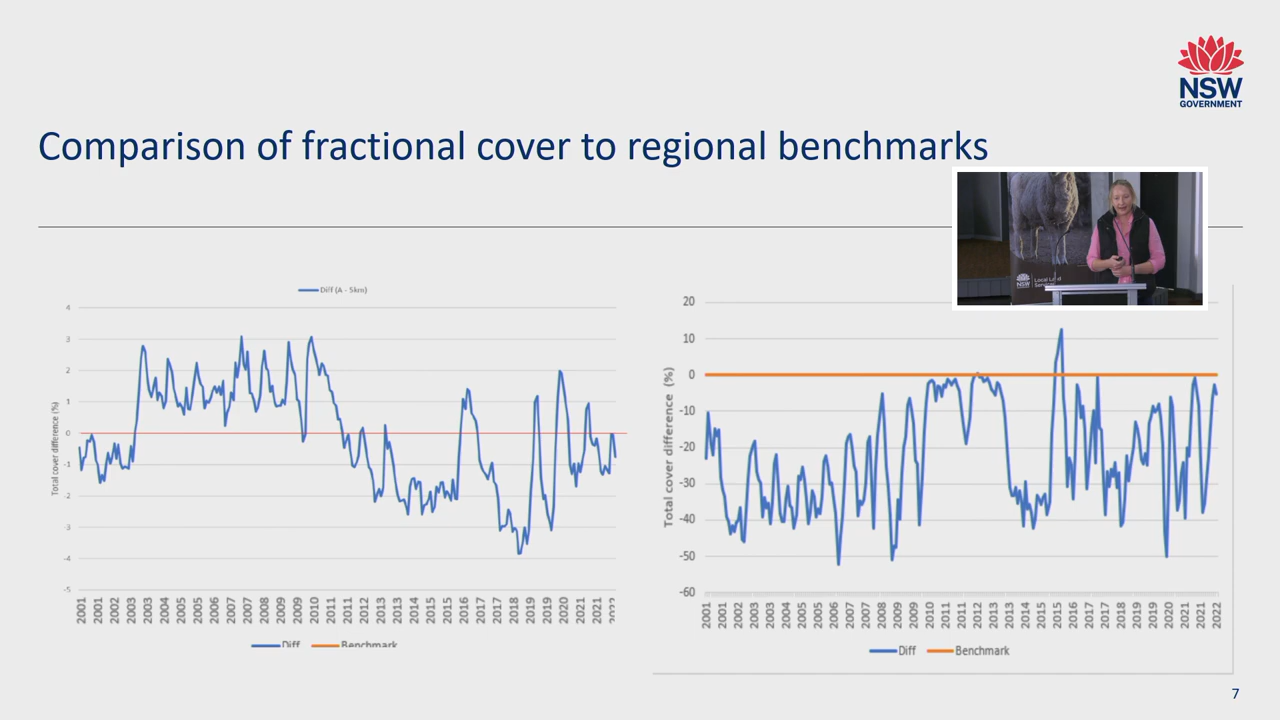 NSW
GOVERNMENT
Comparison of fractional cover to regional benchmarks
NSW
Local Land
Services
Diff (A - 5km)
Total cover difference (%)
4
3
2
1
0
-1
-2
-3
-4
-5
2001 2001 2002 2002 2003 2003 2004 2005 2005 2006 2007 2007 2008 2009 2009 2010 2011 2011 2012 2013 2013 2014 2015 2015 2016 2017 2017 2018 2019 2019 2020 2021 2021 2022
Diff Benchmark
Total cover difference (%)
20
10
0
-10
-20
-30
-40
-50
-60
2001 2001 2002 2003 2003 2004 2005 2005 2006 2007 2007 2008 2009 2009 2010 2011 2011 2012 2013 2013 2014 2015 2015 2016 2017 2017 2018 2019 2019 2020 2021 2021 2022
Diff Benchmark
7